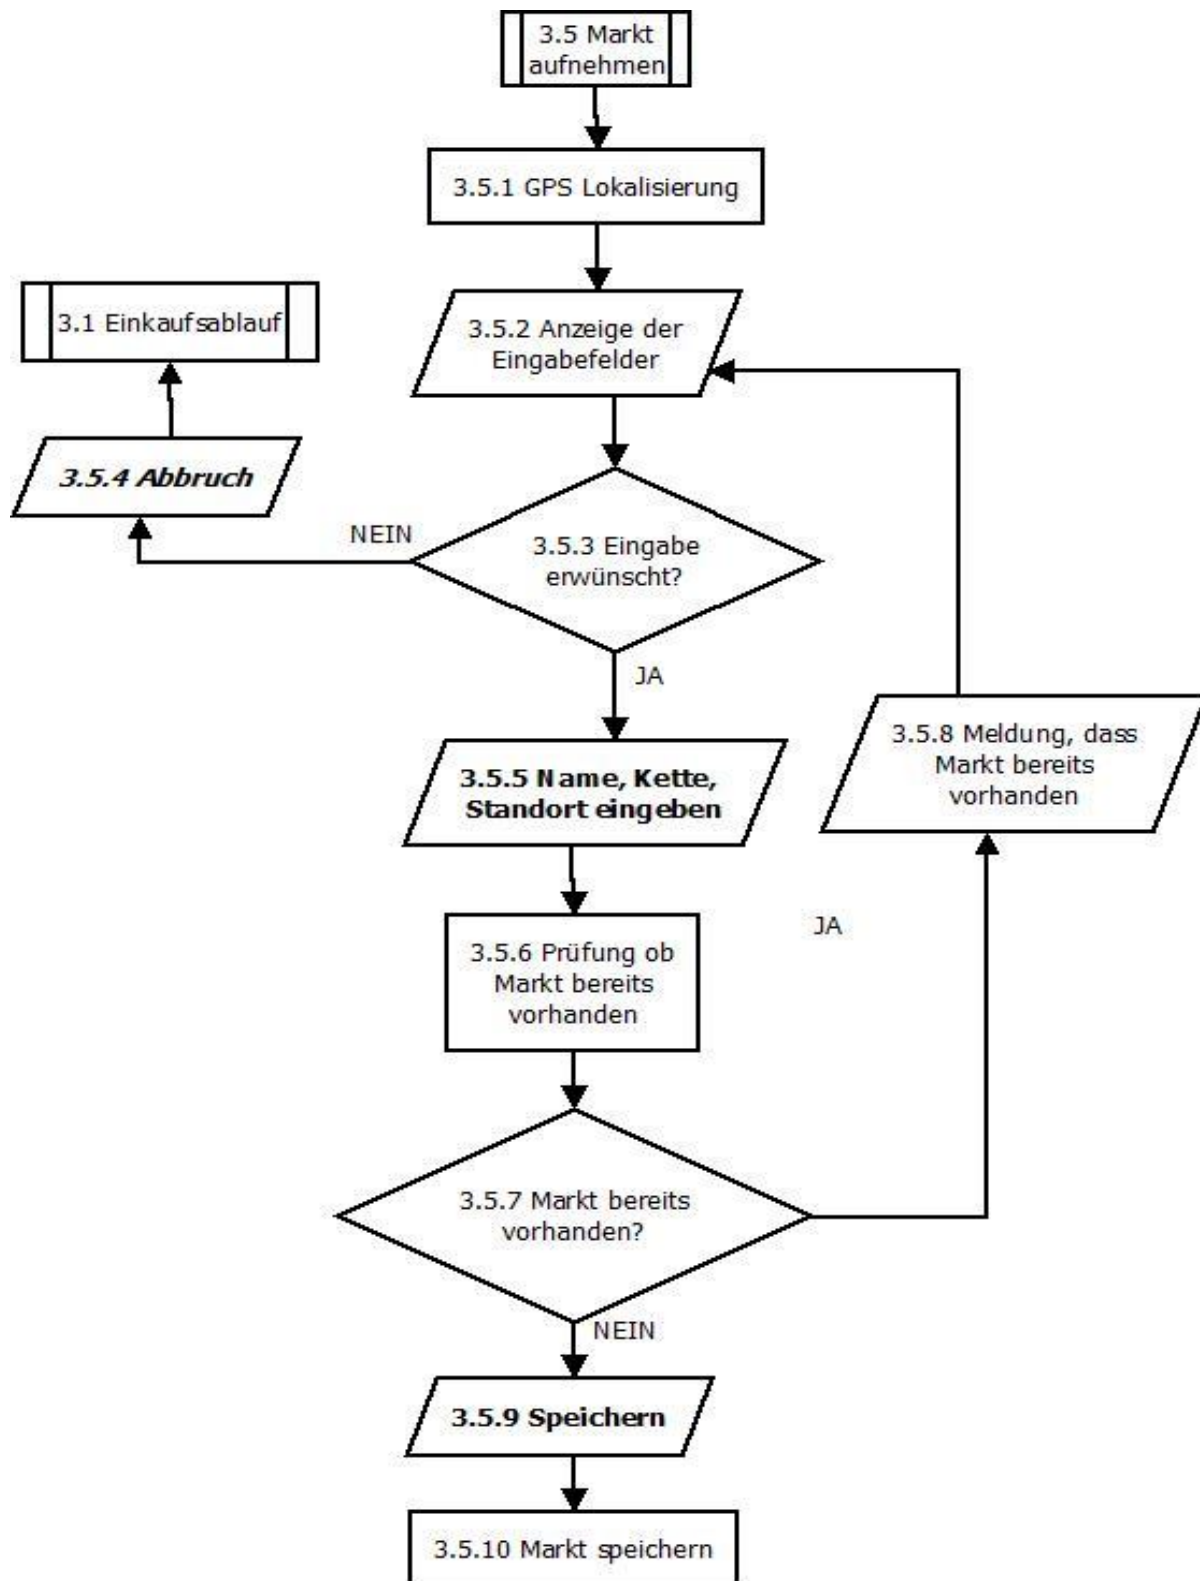 3.5 Markt
aufnehmen
3.5.1 GPS Lokalisierung
3.5.2 Anzeige der
Eingabefelder
3.1 Einkaufsablauf
3.5.4 Abbruch
NEIN
3.5.3 Eingabe
erwünscht?
JA
3.5.5 Name, Kette,
Standort eingeben
3.5.8 Meldung, dass
Markt bereits
vorhanden
JA
3.5.6 Prüfung ob
Markt bereits
vorhanden
3.5.7 Markt bereits
vorhanden?
NEIN
3.5.9 Speichern
3.5.10 Markt speichern